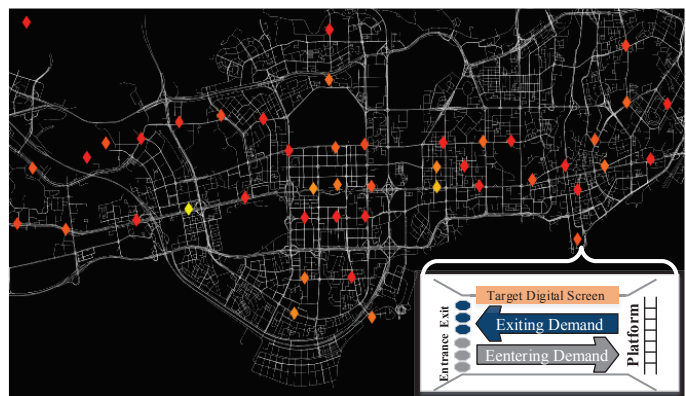 Target Digital Screen
Exit
Exiting Demand
Entrance
Eentering Demand
Platform